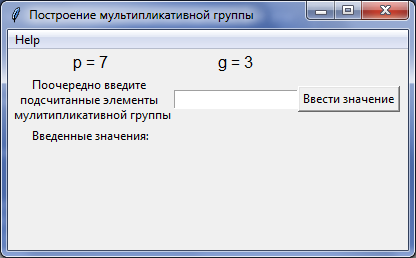 Построение мультипликативной группы
Help
p = 7 g = 3
Поочередно введите
подсчитанные элементы
мулитипликативной группы
Ввести значение
Введенные значения: